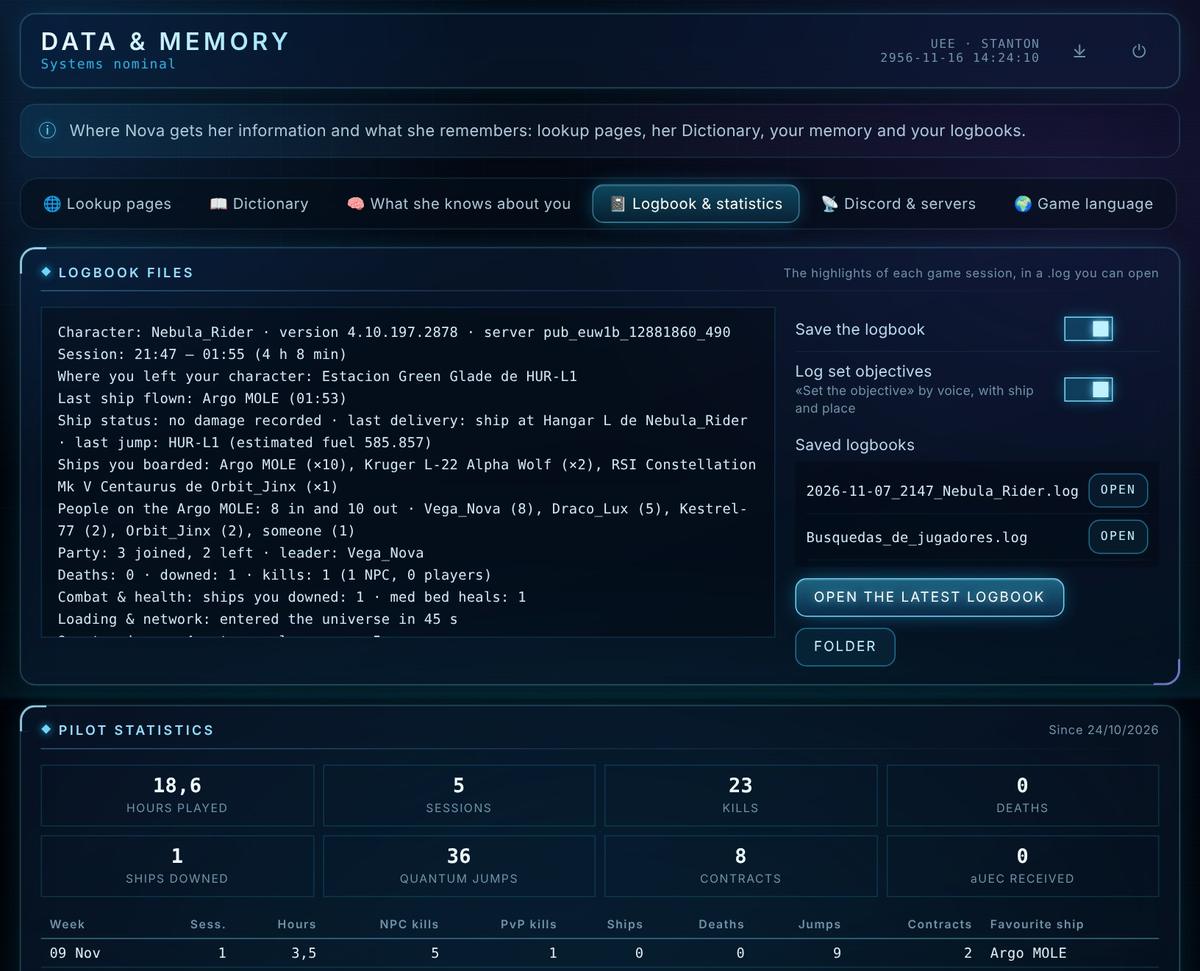 DATA & MEMORY
Systems nominal
UEE · STANTON
2956-11-16 14:24:10
Where Nova gets her information and what she remembers: lookup pages, her Dictionary, your memory and your logbooks.
Lookup pages
Dictionary
What she knows about you
Logbook & statistics
Discord & servers
Game language
LOGBOOK FILES
The highlights of each game session, in a .log you can open
Character: Nebula_Rider · version 4.10.197.2878 · server pub_euw1b_12881860_490
Session: 21:47 – 01:55 (4 h 8 min)
Where you left your character: Estacion Green Glade de HUR-L1
Last ship flown: Argo MOLE (01:53)
Ship status: no damage recorded · last delivery: ship at Hangar L de Nebula_Rider
· last jump: HUR-L1 (estimated fuel 585.857)
Ships you boarded: Argo MOLE (×10), Kruger L-22 Alpha Wolf (×2), RSI Constellation
Mk V Centaurus de Orbit_Jinx (×1)
People on the Argo MOLE: 8 in and 10 out · Vega_Nova (8), Draco_Lux (5), Kestrel-
77 (2), Orbit_Jinx (2), someone (1)
Party: 3 joined, 2 left · leader: Vega_Nova
Deaths: 0 · downed: 1 · kills: 1 (1 NPC, 0 players)
Combat & health: ships you downed: 1 · med bed heals: 1
Loading & network: entered the universe in 45 s
Save the logbook
Log set objectives
«Set the objective» by voice, with ship
and place
Saved logbooks
2026-11-07_2147_Nebula_Rider.log
OPEN
Busquedas_de_jugadores.log
OPEN
OPEN THE LATEST LOGBOOK
FOLDER
PILOT STATISTICS
Since 24/10/2026
18,6
HOURS PLAYED
5
SESSIONS
23
KILLS
0
DEATHS
1
SHIPS DOWNED
36
QUANTUM JUMPS
8
CONTRACTS
0
aUEC RECEIVED
Week Sess. Hours NPC kills PvP kills Ships Deaths Jumps Contracts Favourite ship
09 Nov 1 3,5 5 1 0 0 9 2 Argo MOLE